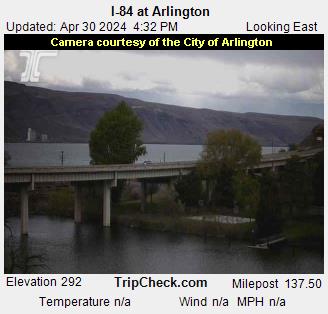 I-84 at Arlington
Updated: Apr 30 2024 4:32 PM Looking East
Camera courtesy of the City of Arlington
Elevation 292 TripCheck.com Milepost 137.50
Temperature n/a Wind n/a MPH n/a